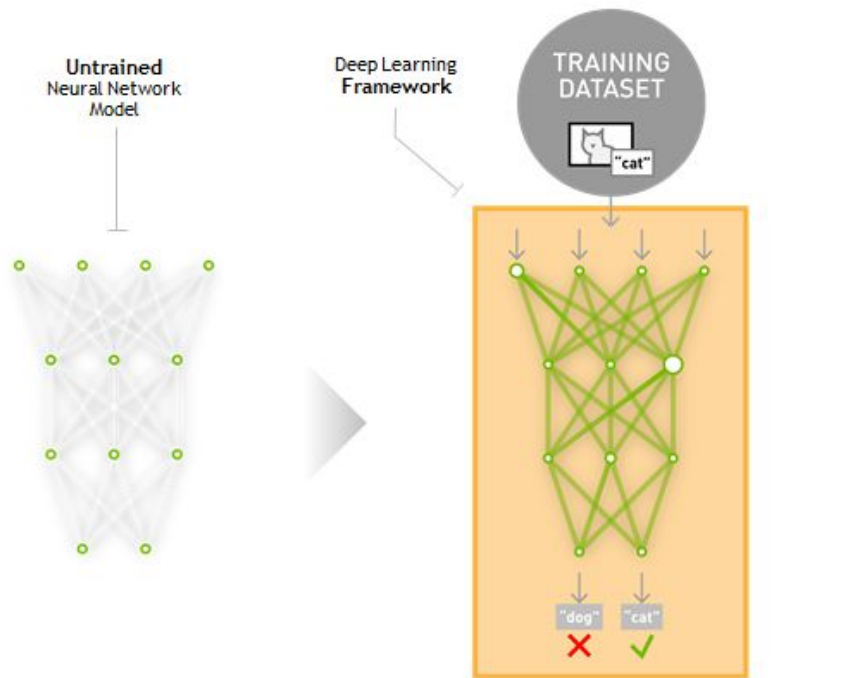 Untrained
Neural Network
Model
Deep Learning
Framework
TRAINING
DATASET
"cat"
"dog"
"cat"